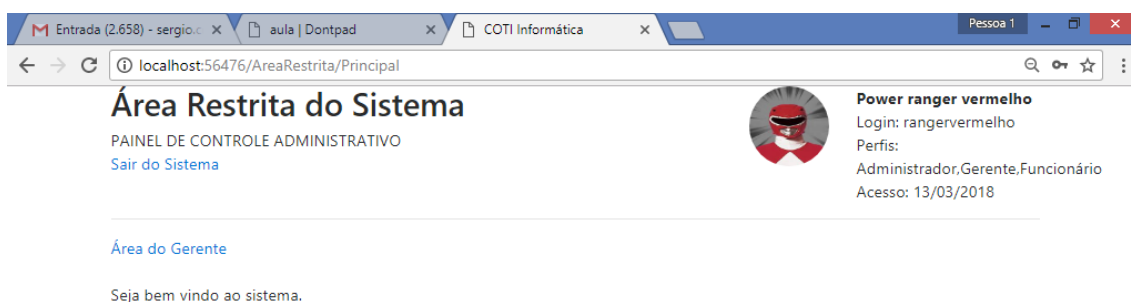 Entrada (2.658) - sergio.c
aula | Dontpad
COTI Informática
Pessoa 1
localhost:56476/AreaRestrita/Principal
Área Restrita do Sistema
PAINEL DE CONTROLE ADMINISTRATIVO
Sair do Sistema
Power ranger vermelho
Login: rangervermelho
Perfis:
Administrador,Gerente,Funcionário
Acesso: 13/03/2018
Área do Gerente
Seja bem vindo ao sistema.